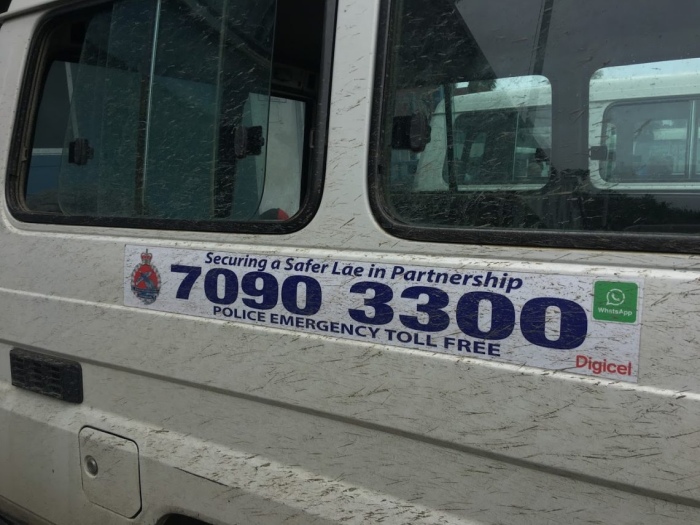 Securing a Safer Lae in Partnership
7090 3300
POLICE EMERGENCY TOLL FREE
WhatsApp
Digicel